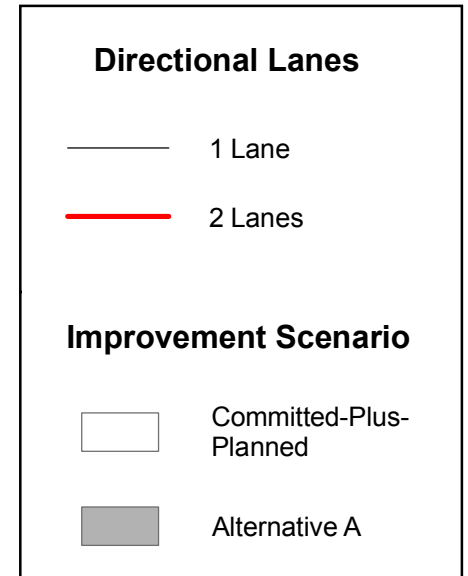 Directional Lanes
1 Lane
2 Lanes
Improvement Scenario
Committed-Plus-
Planned
Alternative A